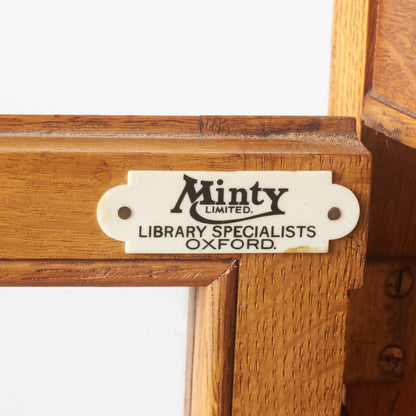 Minty
LIMITED.
LIBRARY SPECIALISTS
OXFORD.